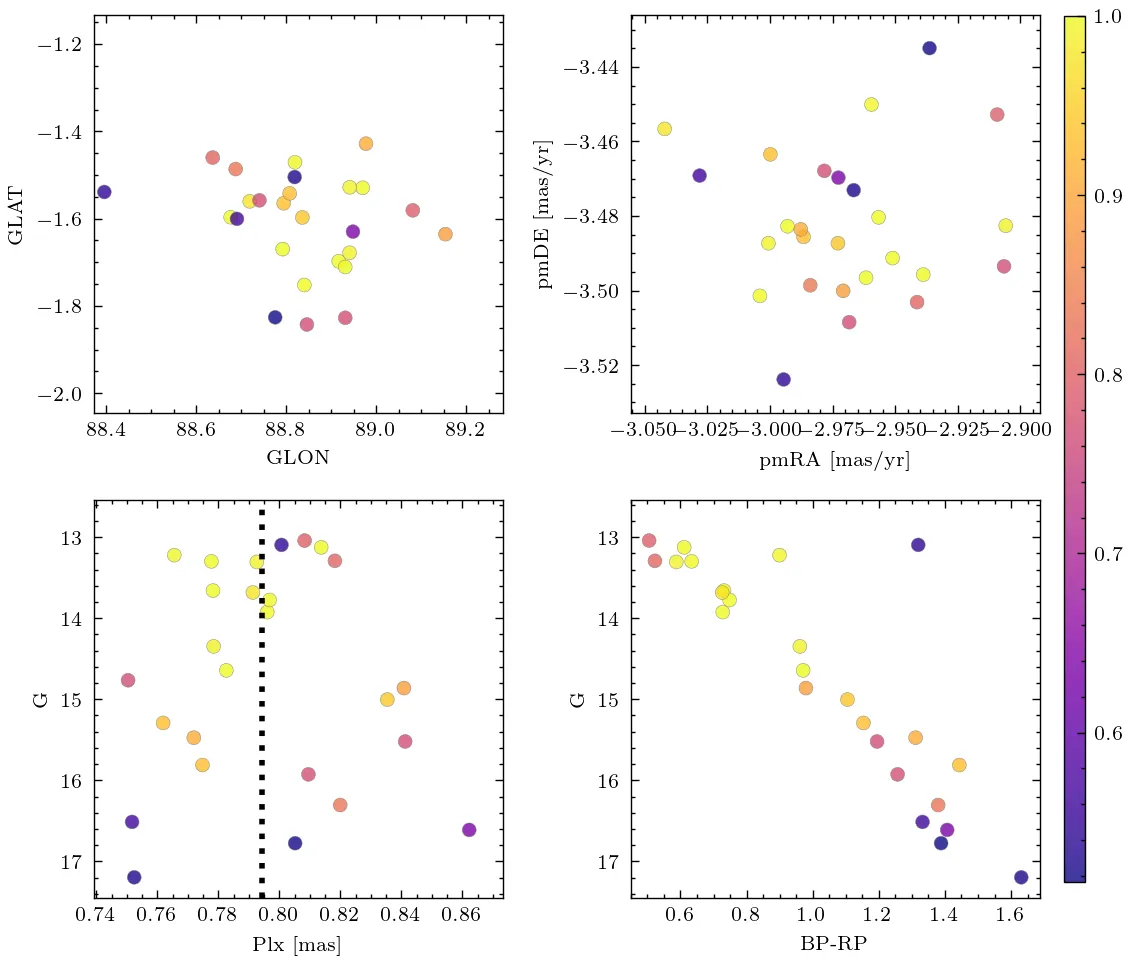 GLAT
−1.2
−1.4
−1.6
−1.8
−2.0
88.4 88.6 88.8 89.0 89.2
GLON
pmDE [mas/yr]
−3.44
−3.46
−3.48
−3.50
−3.52
−3.050 −3.025 −3.000 −2.975 −2.950 −2.925 −2.900
pmRA [mas/yr]
1.0
0.9
0.8
0.7
0.6
G
13
14
15
16
17
0.74 0.76 0.78 0.80 0.82 0.84 0.86
Plx [mas]
G
13
14
15
16
17
0.6 0.8 1.0 1.2 1.4 1.6
BP-RP